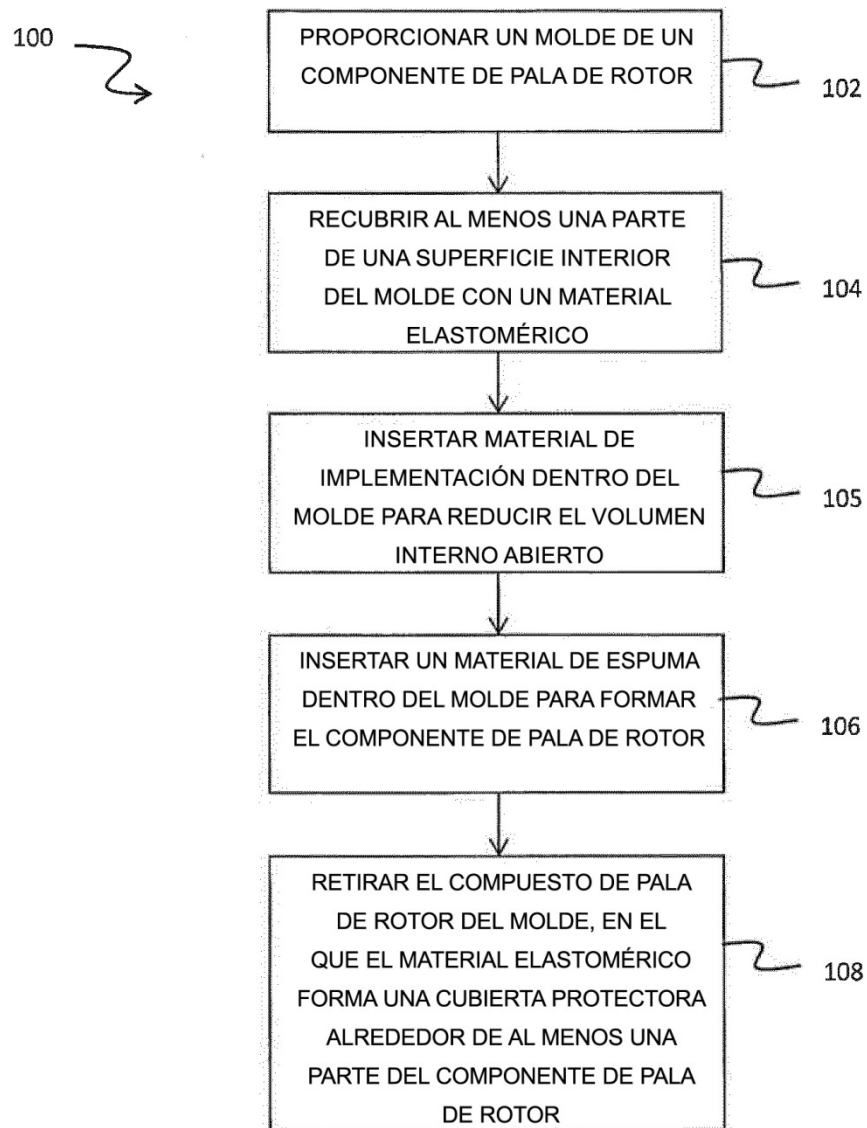 100
PROPORCIONAR UN MOLDE DE UN
COMPONENTE DE PALA DE ROTOR
102
RECUBRIR AL MENOS UNA PARTE
DE UNA SUPERFICIE INTERIOR
DEL MOLDE CON UN MATERIAL
ELASTOMÉRICO
104
INSERTAR MATERIAL DE
IMPLEMENTACIÓN DENTRO DEL
MOLDE PARA REDUCIR EL VOLUMEN
INTERNO ABIERTO
105
INSERTAR UN MATERIAL DE ESPUMA
DENTRO DEL MOLDE PARA FORMAR
EL COMPONENTE DE PALA DE ROTOR
106
RETIRAR EL COMPUESTO DE PALA
DE ROTOR DEL MOLDE, EN EL
QUE EL MATERIAL ELASTOMÉRICO
FORMA UNA CUBIERTA PROTECTORA
ALREDEDOR DE AL MENOS UNA
PARTE DEL COMPONENTE DE PALA
DE ROTOR
108